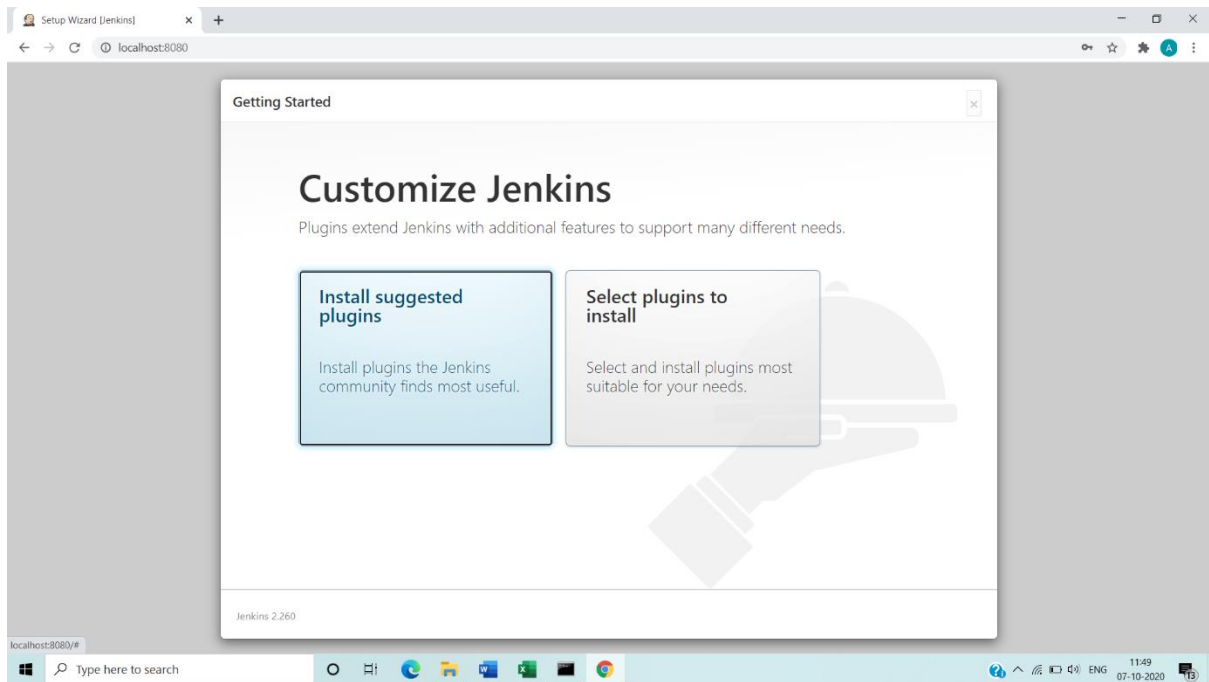 Setup Wizard [Jenkins]
localhost:8080
A
Getting Started
Customize Jenkins
Plugins extend Jenkins with additional features to support many different needs.
Install suggested
plugins
Install plugins the Jenkins
community finds most useful.
Select plugins to
install
Select and install plugins most
suitable for your needs.
Jenkins 2.260
localhost:8080/#
Type here to search
ENG
11:49
07-10-2020
13